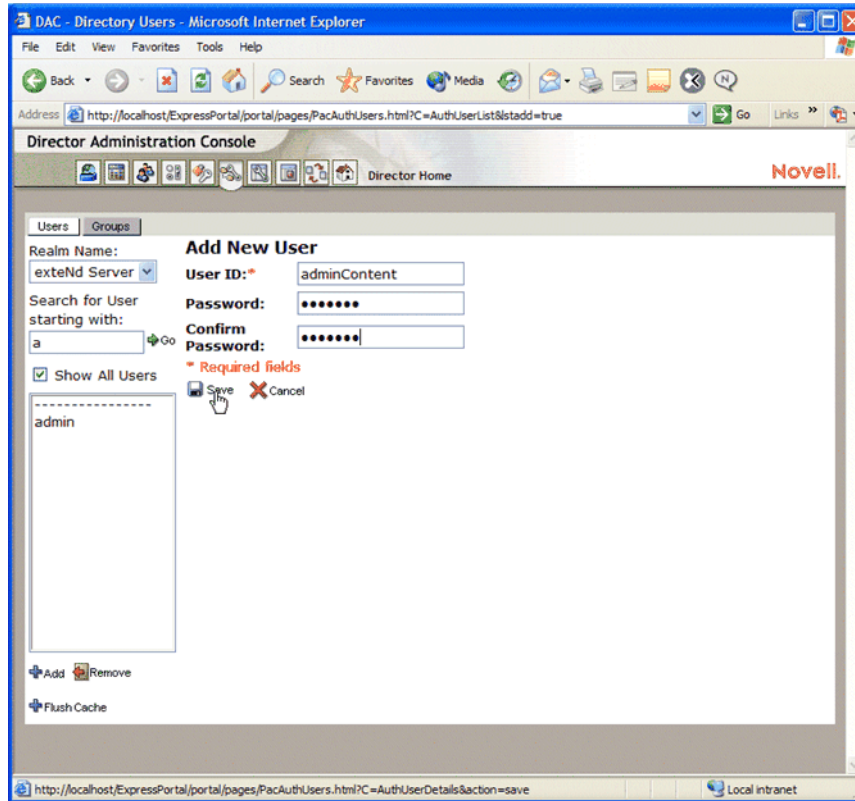 DAC - Directory Users - Microsoft Internet Explorer
File Edit View Favorites Tools Help
Back Search Favorites Media
Address http://localhost/ExpressPortal/portal/pages/PacAuthUsers.html?C=AuthUserList&lstadd=true Go Links »
Director Administration Console
Director Home Novell.
Users Groups
Realm Name:
exteNd Server
Search for User
starting with:
a Go
Show All Users
----------------
admin
Add Remove
Flush Cache
Add New User
User ID:* adminContent
Password: •••••••
Confirm
Password: •••••••
* Required fields
Save Cancel
http://localhost/ExpressPortal/portal/pages/PacAuthUsers.html?C=AuthUserDetails&action=save Local intranet